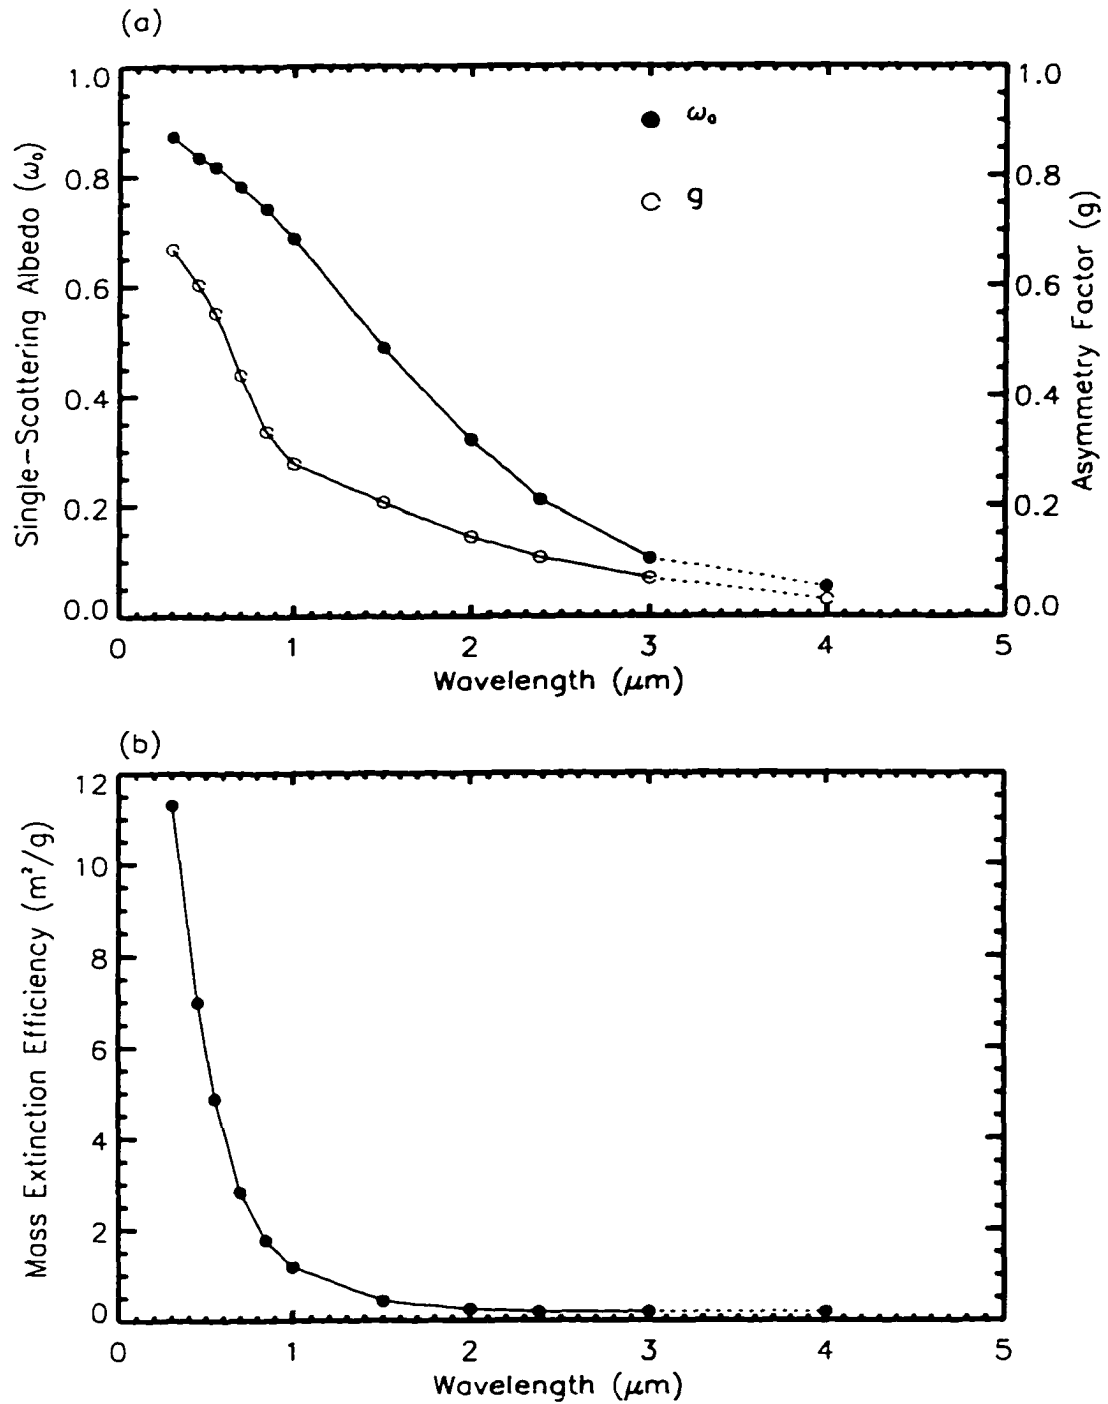 (a)
1.0
0.8
0.6
0.4
0.2
0.0
Single-Scattering Albedo (ω₀)
ω₀
g
1.0
0.8
0.6
0.4
0.2
0.0
Asymmetry Factor (g)
0 1 2 3 4 5
Wavelength (μm)
(b)
12
10
8
6
4
2
0
Mass Extinction Efficiency (m²/g)
0 1 2 3 4 5
Wavelength (μm)